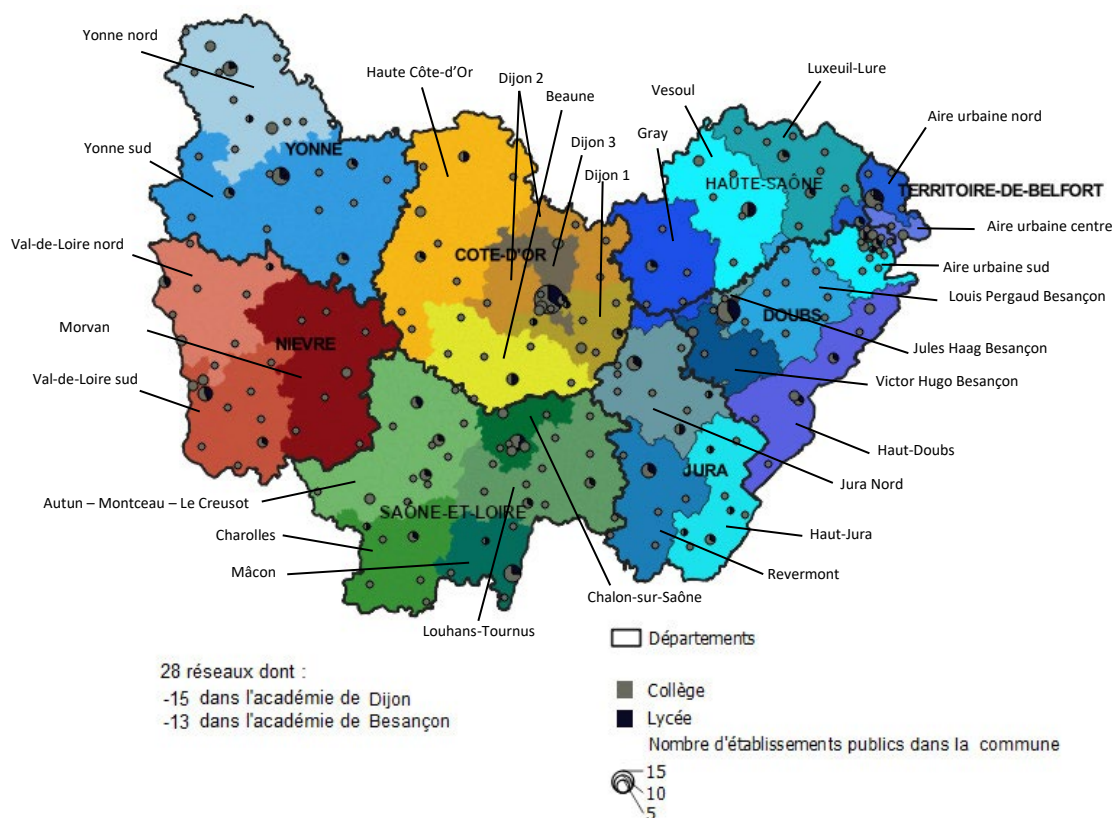 Yonne nord
Haute Côte-d'Or
Dijon 2
Beaune
Vesoul
Luxeuil-Lure
Aire urbaine nord
Gray
Dijon 3
Yonne sud
YONNE
Dijon 1
HAUTE-SAÔNE
TERRITOIRE-DE-BELFORT
Aire urbaine centre
Val-de-Loire nord
COTE-D'OR
Aire urbaine sud
Louis Pergaud Besançon
Morvan
NIEVRE
DOUBS
Jules Haag Besançon
Victor Hugo Besançon
Val-de-Loire sud
Haut-Doubs
JURA
Jura Nord
Autun – Montceau – Le Creusot
SAÔNE-ET-LOIRE
Charolles
Haut-Jura
Mâcon
Revermont
Chalon-sur-Saône
Louhans-Tournus
Départements
28 réseaux dont :
-15 dans l'académie de Dijon
-13 dans l'académie de Besançon
Collège
Lycée
Nombre d'établissements publics dans la commune
15
10
5